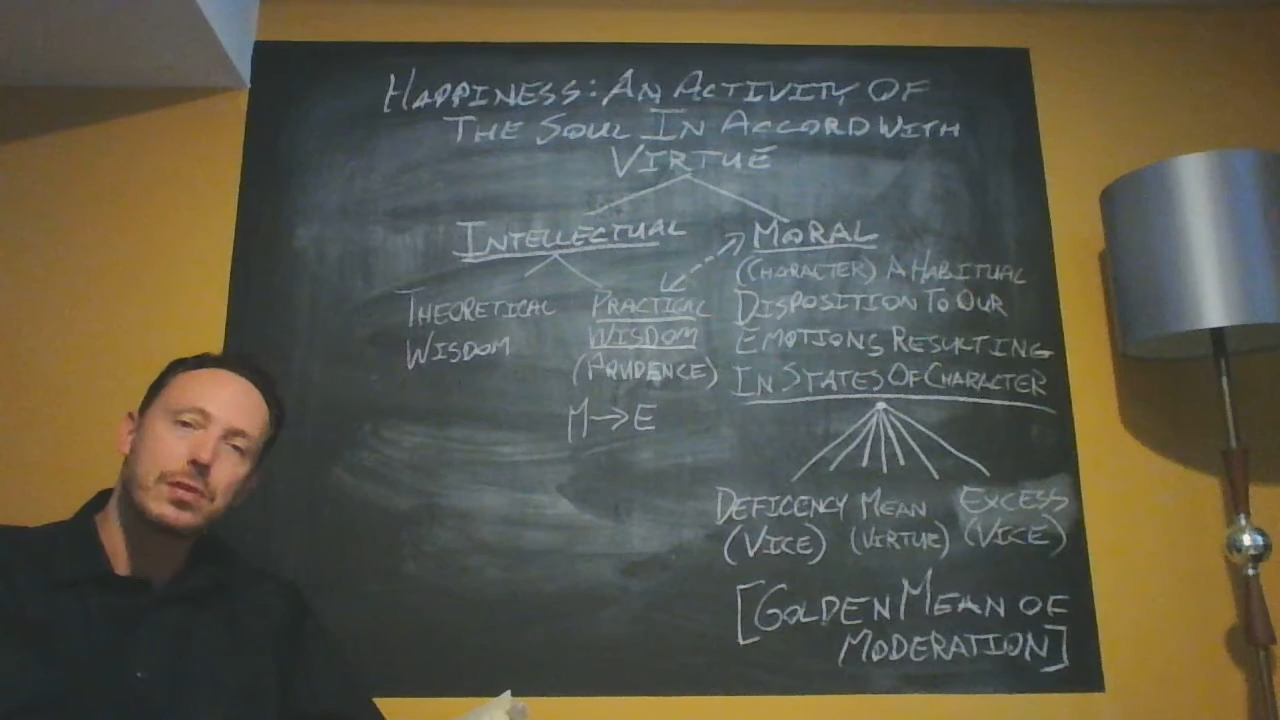 HAPPINESS: AN ACTIVITY OF
THE SOUL IN ACCORD WITH
VIRTUE
INTELLECTUAL
THEORETICAL
WISDOM
PRACTICAL
WISDOM
(PRUDENCE)
M→E
MORAL
(CHARACTER) A HABITUAL
DISPOSITION TO OUR
EMOTIONS RESULTING
IN STATES OF CHARACTER
DEFICENCY
(VICE)
MEAN
(VIRTUE)
EXCESS
(VICE)
[GOLDEN MEAN OF
MODERATION]